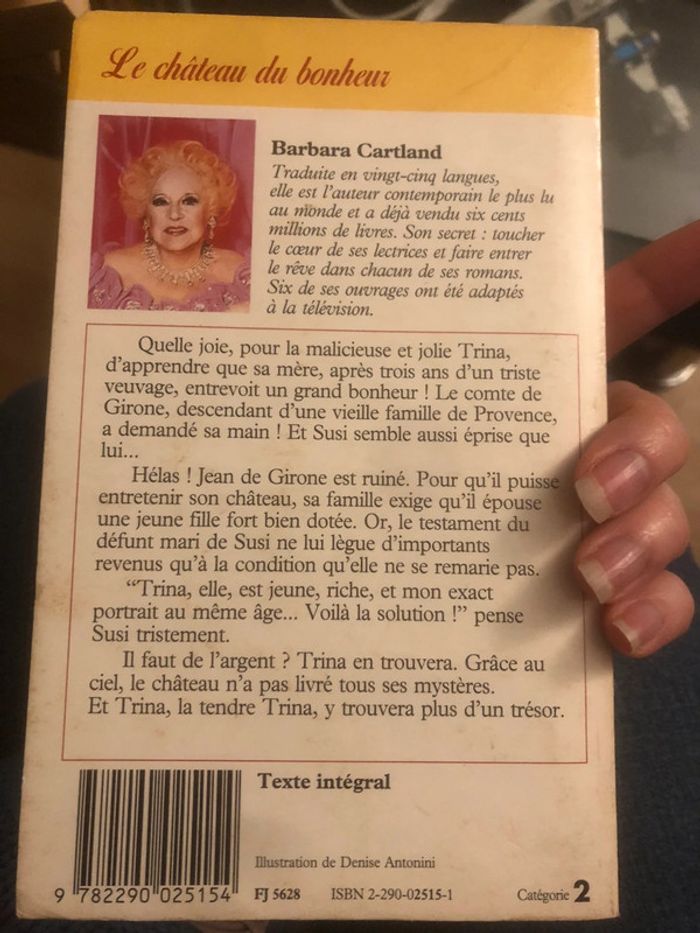 Le château du bonheur
Barbara Cartland
Traduite en vingt-cinq langues,
elle est l'auteur contemporain le plus lu
au monde et a déjà vendu six cents
millions de livres. Son secret : toucher
le cœur de ses lectrices et faire entrer
le rêve dans chacun de ses romans.
Six de ses ouvrages ont été adaptés
à la télévision.
Quelle joie, pour la malicieuse et jolie Trina,
d'apprendre que sa mère, après trois ans d'un triste
veuvage, entrevoit un grand bonheur ! Le comte de
Girone, descendant d'une vieille famille de Provence,
a demandé sa main ! Et Susi semble aussi éprise que
lui...
Hélas ! Jean de Girone est ruiné. Pour qu'il puisse
entretenir son château, sa famille exige qu'il épouse
une jeune fille fort bien dotée. Or, le testament du
défunt mari de Susi ne lui lègue d'importants
revenus qu'à la condition qu'elle ne se remarie pas.
“Trina, elle, est jeune, riche, et mon exact
portrait au même âge... Voilà la solution !” pense
Susi tristement.
Il faut de l'argent ? Trina en trouvera. Grâce au
ciel, le château n'a pas livré tous ses mystères.
Et Trina, la tendre Trina, y trouvera plus d'un trésor.
Texte intégral
Illustration de Denise Antonini
9 782290 025154 FJ 5628 ISBN 2-290-02515-1 Catégorie 2